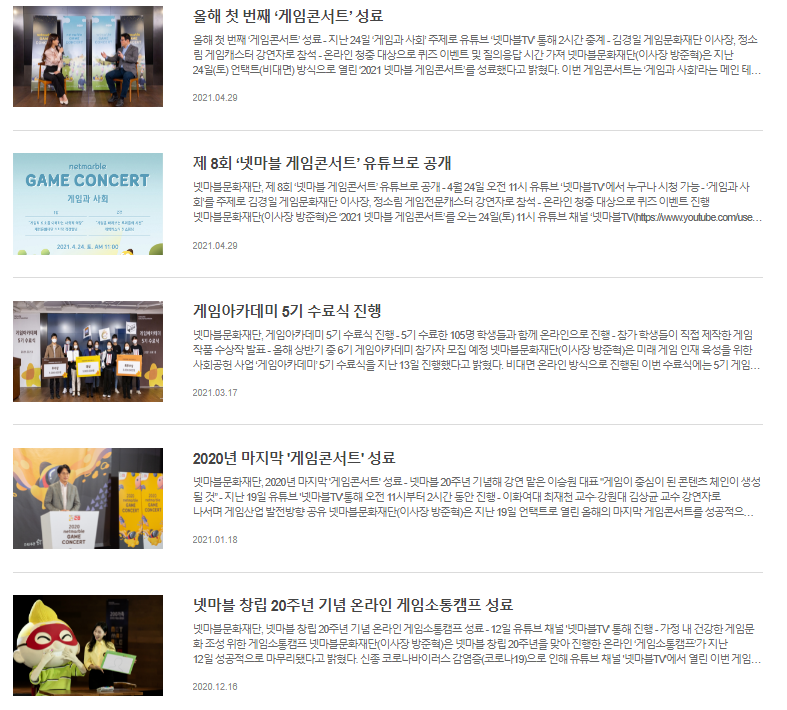 올해 첫 번째 ‘게임콘서트’ 성료
올해 첫 번째 ‘게임콘서트’ 성료 - 지난 24일 ‘게임과 사회’ 주제로 유튜브 ‘넷마블TV’ 통해 2시간 중계 - 김경일 게임문화재단 이사장, 정소
림 게임캐스터 강연자로 참석 - 온라인 청중 대상으로 퀴즈 이벤트 및 질의응답 시간 가져 넷마블문화재단(이사장 방준혁)은 지난
24일(토) 언택트(비대면) 방식으로 열린 ‘2021 넷마블 게임콘서트’를 성료했다고 밝혔다. 이번 게임콘서트는 ‘게임과 사회’라는 메인 테…
2021.04.29
netmarble
GAME CONCERT
게임과 사회
2021. 4. 24. 토. AM 11:00
제 8회 ‘넷마블 게임콘서트’ 유튜브로 공개
넷마블문화재단, 제 8회 ‘넷마블 게임콘서트’ 유튜브로 공개 - 4월 24일 오전 11시 유튜브 ‘넷마블TV’에서 누구나 시청 가능 - ‘게임과 사
회’를 주제로 김경일 게임문화재단 이사장, 정소림 게임전문캐스터 강연자로 참석 - 온라인 청중 대상으로 퀴즈 이벤트 진행
넷마블문화재단(이사장 방준혁)은 ‘2021 넷마블 게임콘서트’를 오는 24일(토) 11시 유튜브 채널 ‘넷마블TV(https://www.youtube.com/use…
2021.04.29
게임아카데미
5기 수료식
게임아카데미 5기 수료식 진행
넷마블문화재단, 게임아카데미 5기 수료식 진행 - 5기 수료한 105명 학생들과 함께 온라인으로 진행 - 참가 학생들이 직접 제작한 게임
작품 수상작 발표 - 올해 상반기 중 6기 게임아카데미 참가자 모집 예정 넷마블문화재단(이사장 방준혁)은 미래 게임 인재 육성을 위한
사회공헌 사업 ‘게임아카데미’ 5기 수료식을 지난 13일 진행했다고 밝혔다. 비대면 온라인 방식으로 진행된 이번 수료식에는 5기 게임…
2021.03.17
2020
netmarble
GAME
CONCERT
2020년 마지막 '게임콘서트' 성료
넷마블문화재단, 2020년 마지막 ‘게임콘서트’ 성료 - 넷마블 20주년 기념해 강연 맡은 이승원 대표 "게임이 중심이 된 콘텐츠 체인이 생성
될 것" - 지난 19일 유튜브 ‘넷마블TV’통해 오전 11시부터 2시간 동안 진행 - 이화여대 최재천 교수·강원대 김상균 교수 강연자로
나서며 게임산업 발전방향 공유 넷마블문화재단(이사장 방준혁)은 지난 19일 언택트로 열린 올해의 마지막 게임콘서트를 성공적으…
2021.01.18
넷마블 창립 20주년 기념 온라인 게임소통캠프 성료
넷마블문화재단, 넷마블 창립 20주년 기념 온라인 게임소통캠프 성료 - 12일 유튜브 채널 ‘넷마블TV’ 통해 진행 - 가정 내 건강한 게임문
화 조성 위한 게임소통캠프 넷마블문화재단(이사장 방준혁)은 넷마블 창립 20주년을 맞아 진행한 온라인 ‘게임소통캠프’가 지난
12일 성공적으로 마무리됐다고 밝혔다. 신종 코로나바이러스 감염증(코로나19)으로 인해 유튜브 채널 ‘넷마블TV’에서 열린 이번 게임…
2020.12.16